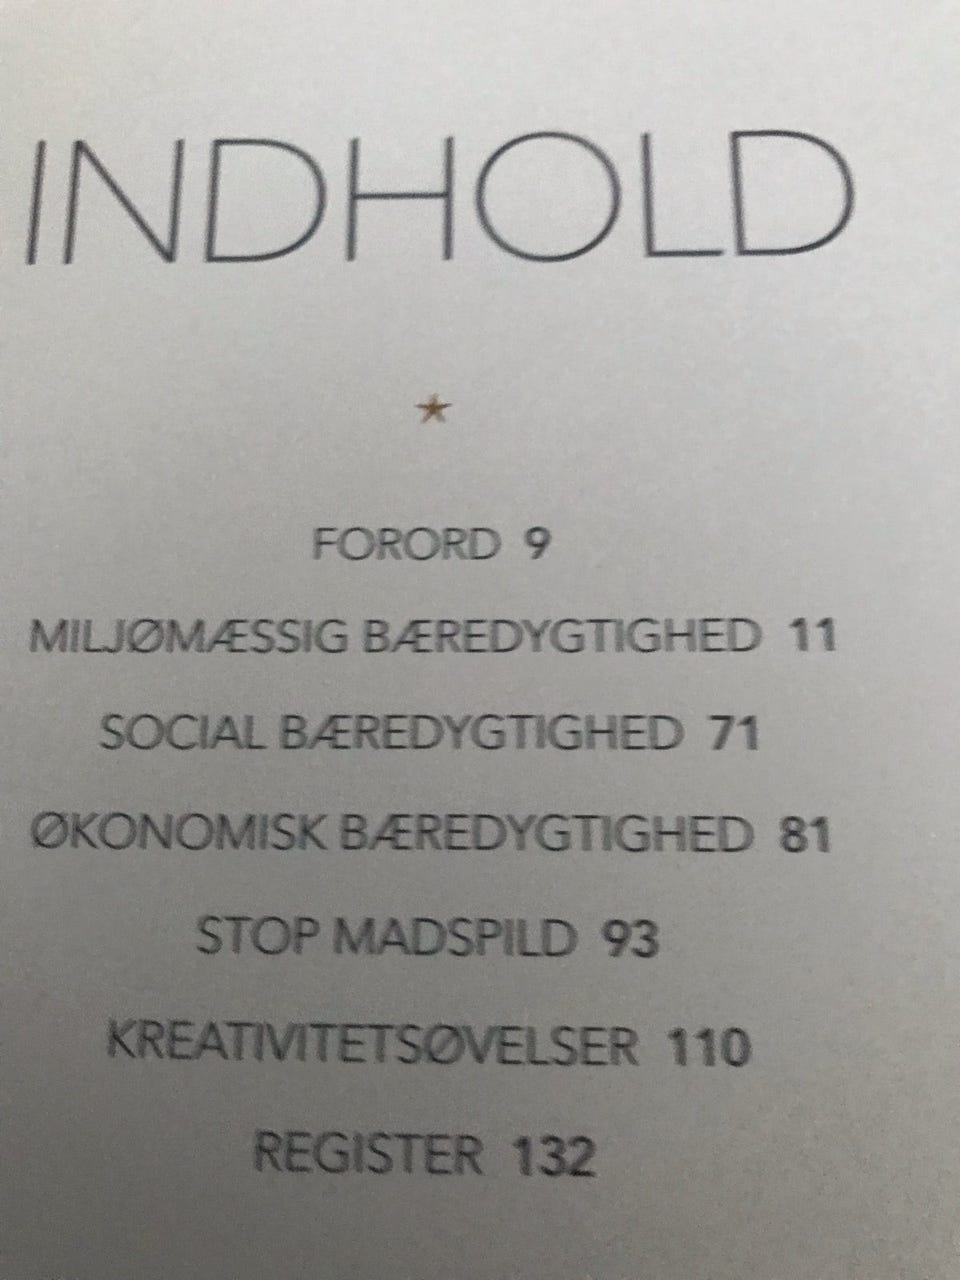 INDHOLD
FORORD 9
MILJØMÆSSIG BÆREDYGTIGHED 11
SOCIAL BÆREDYGTIGHED 71
ØKONOMISK BÆREDYGTIGHED 81
STOP MADSPILD 93
KREATIVITETSØVELSER 110
REGISTER 132